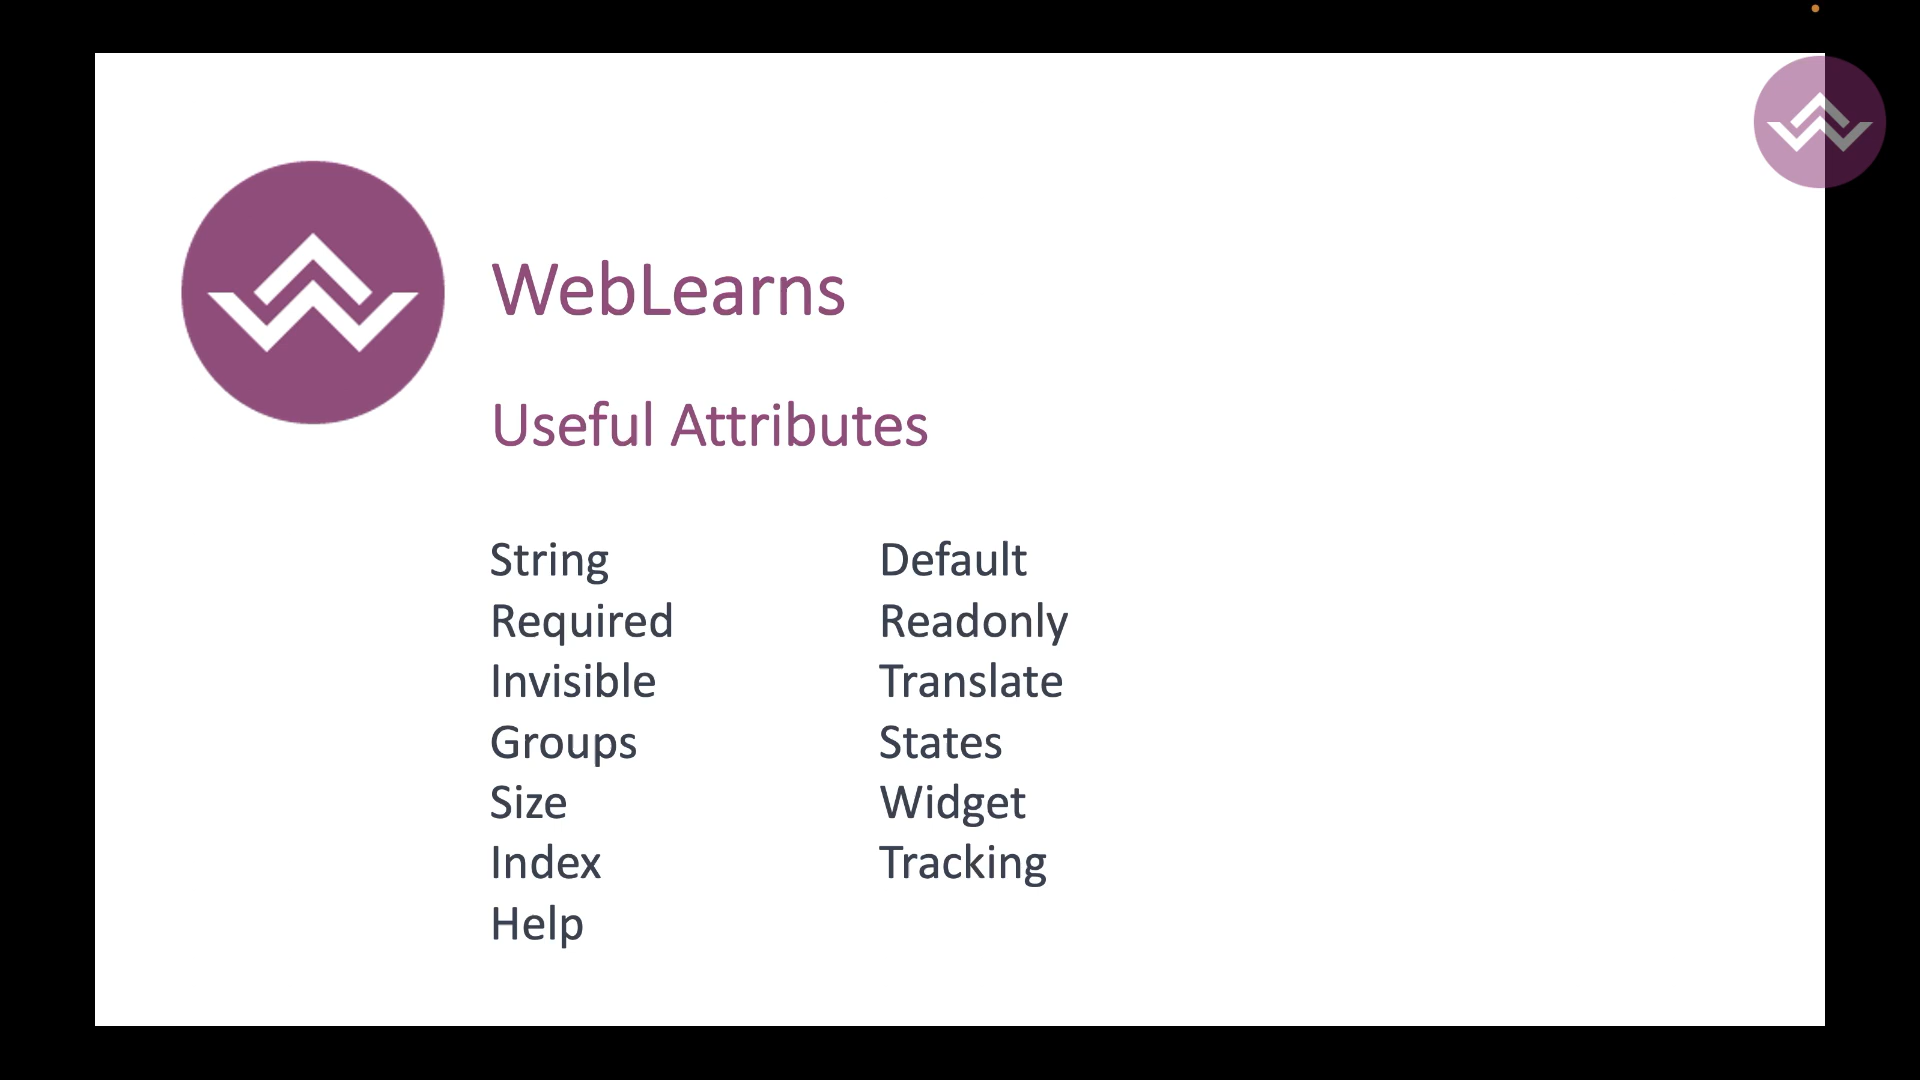 WebLearns
Useful Attributes
String
Required
Invisible
Groups
Size
Index
Help
Default
Readonly
Translate
States
Widget
Tracking